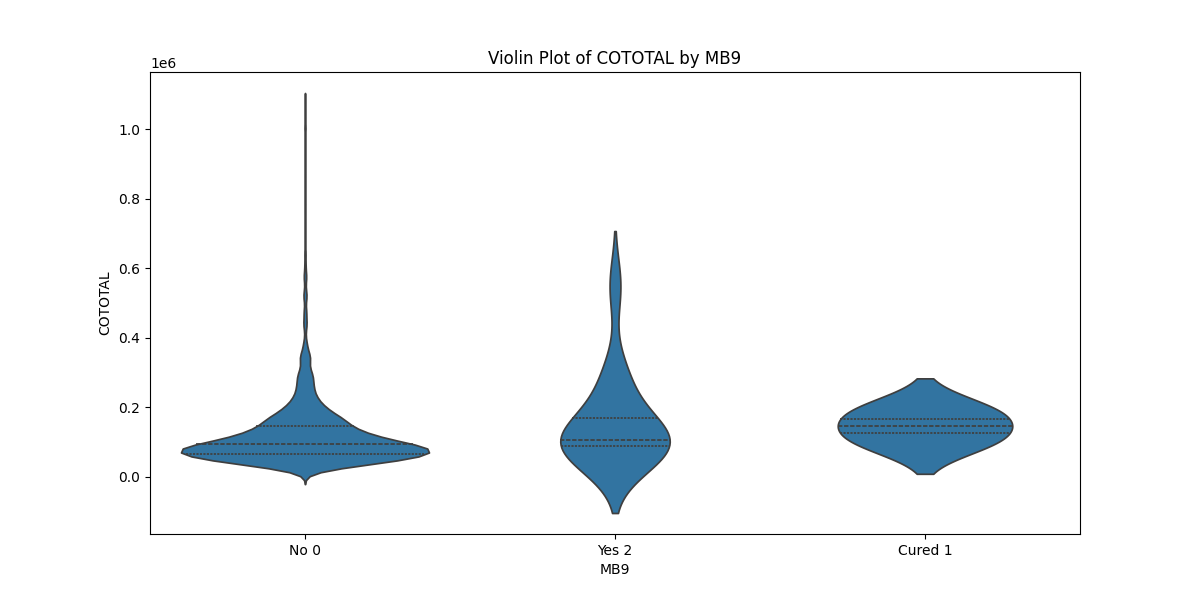 Violin Plot of COTOTAL by MB9
1e6
1.0
0.8
0.6
0.4
0.2
0.0
COTOTAL
No 0
Yes 2
Cured 1
MB9